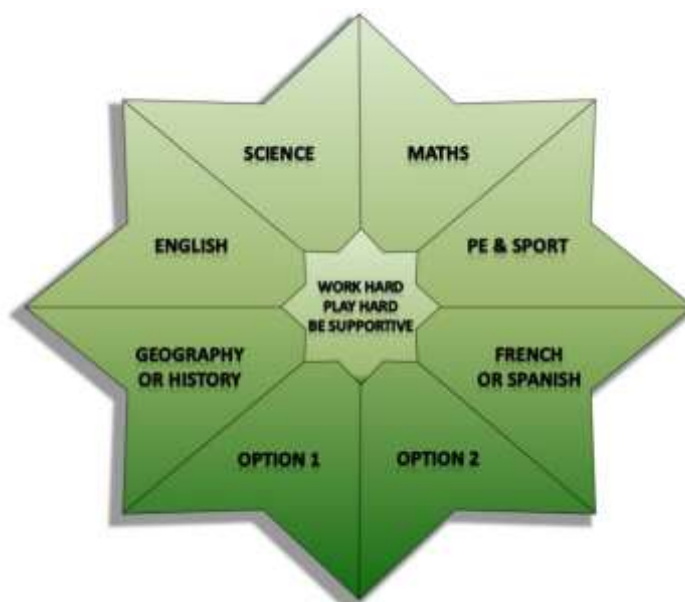 SCIENCE
MATHS
ENGLISH
PE & SPORT
WORK HARD
PLAY HARD
BE SUPPORTIVE
GEOGRAPHY
OR HISTORY
FRENCH
OR SPANISH
OPTION 1
OPTION 2